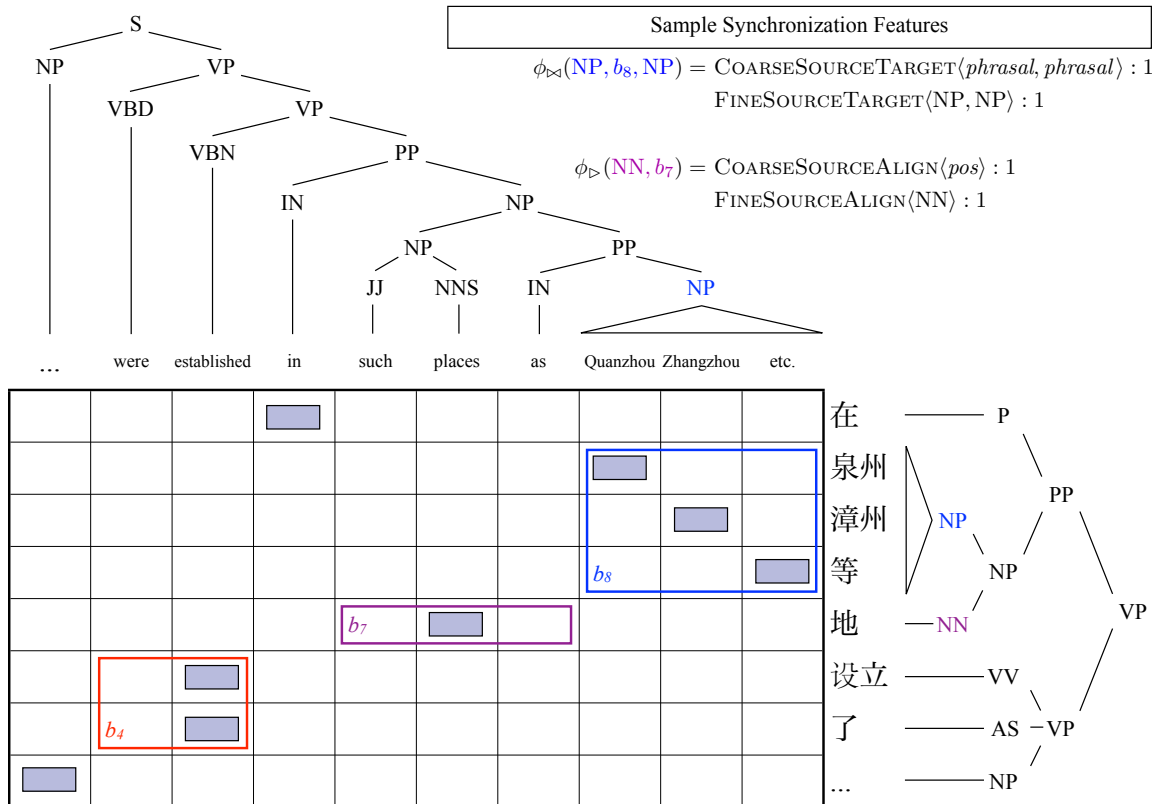 S
Sample Synchronization Features
NP VP
ϕ⋈(NP, b8, NP) = COARSESOURCETARGET⟨phrasal, phrasal⟩ : 1
FINESOURCETARGET⟨NP, NP⟩ : 1
VBD VP
VBN PP
ϕ▷(NN, b7) = COARSESOURCEALIGN⟨pos⟩ : 1
FINESOURCEALIGN⟨NN⟩ : 1
IN NP
NP PP
JJ NNS IN NP
... were established in such places as Quanzhou Zhangzhou etc.
在 P
泉州
PP
漳州 NP
等 NP
b8
VP
b7
地 NN
设立 VV
b4
了 AS VP
... NP